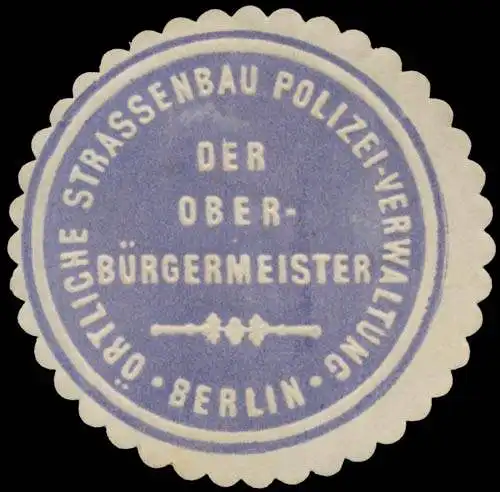 ÖRTLICHE STRASSENBAU POLIZEI-VERWALTUNG
· BERLIN ·
DER
OBER-
BÜRGERMEISTER